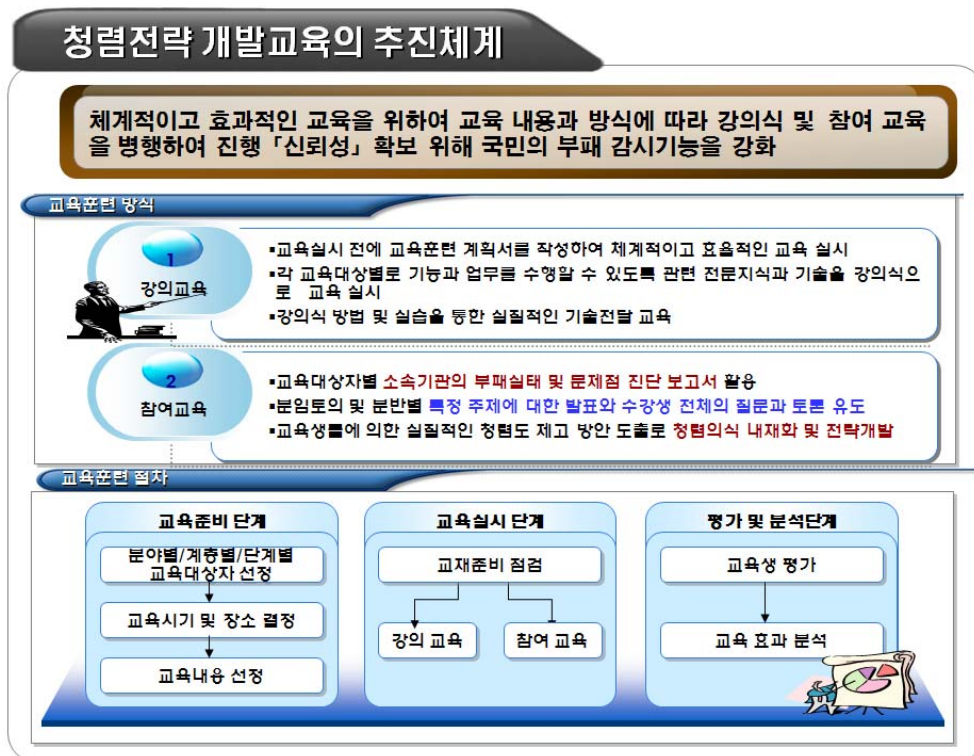 청렴전략 개발교육의 추진체계
체계적이고 효과적인 교육을 위하여 교육 내용과 방식에 따라 강의식 및 참여 교육
을 병행하여 진행 「신뢰성」 확보 위해 국민의 부패 감시기능을 강화
교육훈련 방식
1
강의교육
▪교육실시 전에 교육훈련 계획서를 작성하여 체계적이고 효율적인 교육 실시
▪각 교육대상별로 기능과 업무를 수행할 수 있도록 관련 전문지식과 기술을 강의식으
로 교육 실시
▪강의식 방법 및 실습을 통한 실질적인 기술전달 교육
2
참여교육
▪교육대상자별 소속기관의 부패실태 및 문제점 진단 보고서 활용
▪분임토의 및 분반별 특정 주제에 대한 발표와 수강생 전체의 질문과 토론 유도
▪교육생들에 의한 실질적인 청렴도 제고 방안 도출로 청렴의식 내재화 및 전략개발
교육훈련 절차
교육준비 단계
분야별/계층별/단계별
교육대상자 선정
교육시기 및 장소 결정
교육내용 선정
교육실시 단계
교재준비 점검
강의 교육
참여 교육
평가 및 분석단계
교육생 평가
교육 효과 분석